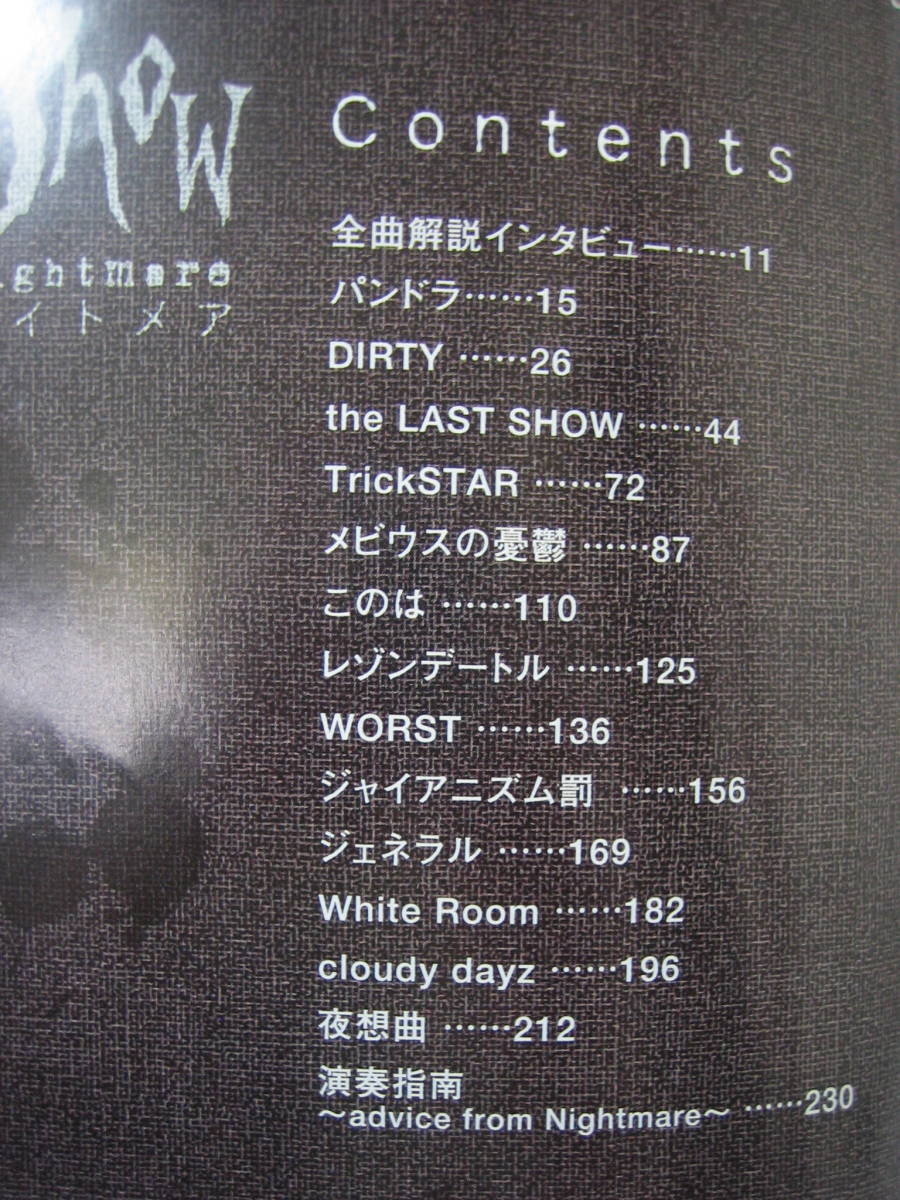 Show
ightmare
イトメア
Contents
全曲解説インタビュー……11
パンドラ……15
DIRTY ……26
the LAST SHOW ……44
TrickSTAR ……72
メビウスの憂鬱 ……87
このは ……110
レゾンデートル ……125
WORST ……136
ジャイアニズム罰 ……156
ジェネラル ……169
White Room ……182
cloudy dayz ……196
夜想曲 ……212
演奏指南
～advice from Nightmare～ ……230